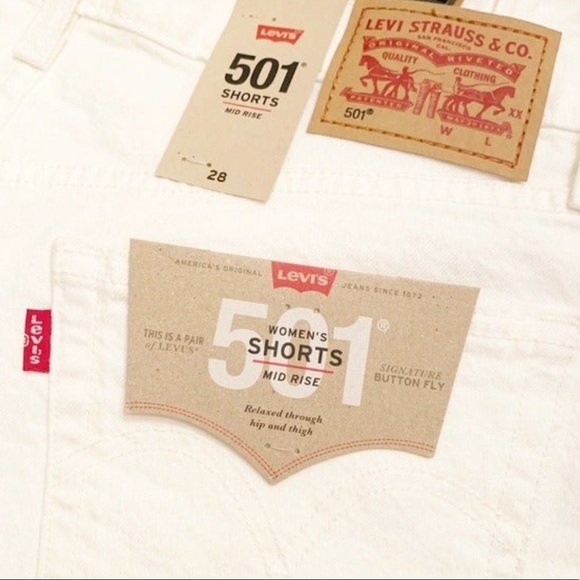 Levi's
501®
SHORTS
MID RISE
28
LEVI STRAUSS & CO.
SAN FRANCISCO
CAL.
ORIGINAL RIVETED
QUALITY CLOTHING
PATENTED
501®
XX
W L
Levi's
AMERICA'S ORIGINAL Levi's JEANS SINCE 1873
501®
THIS IS A PAIR
of LEVI'S®
WOMEN'S
SHORTS
MID RISE
SIGNATURE
BUTTON FLY
Relaxed through
hip and thigh